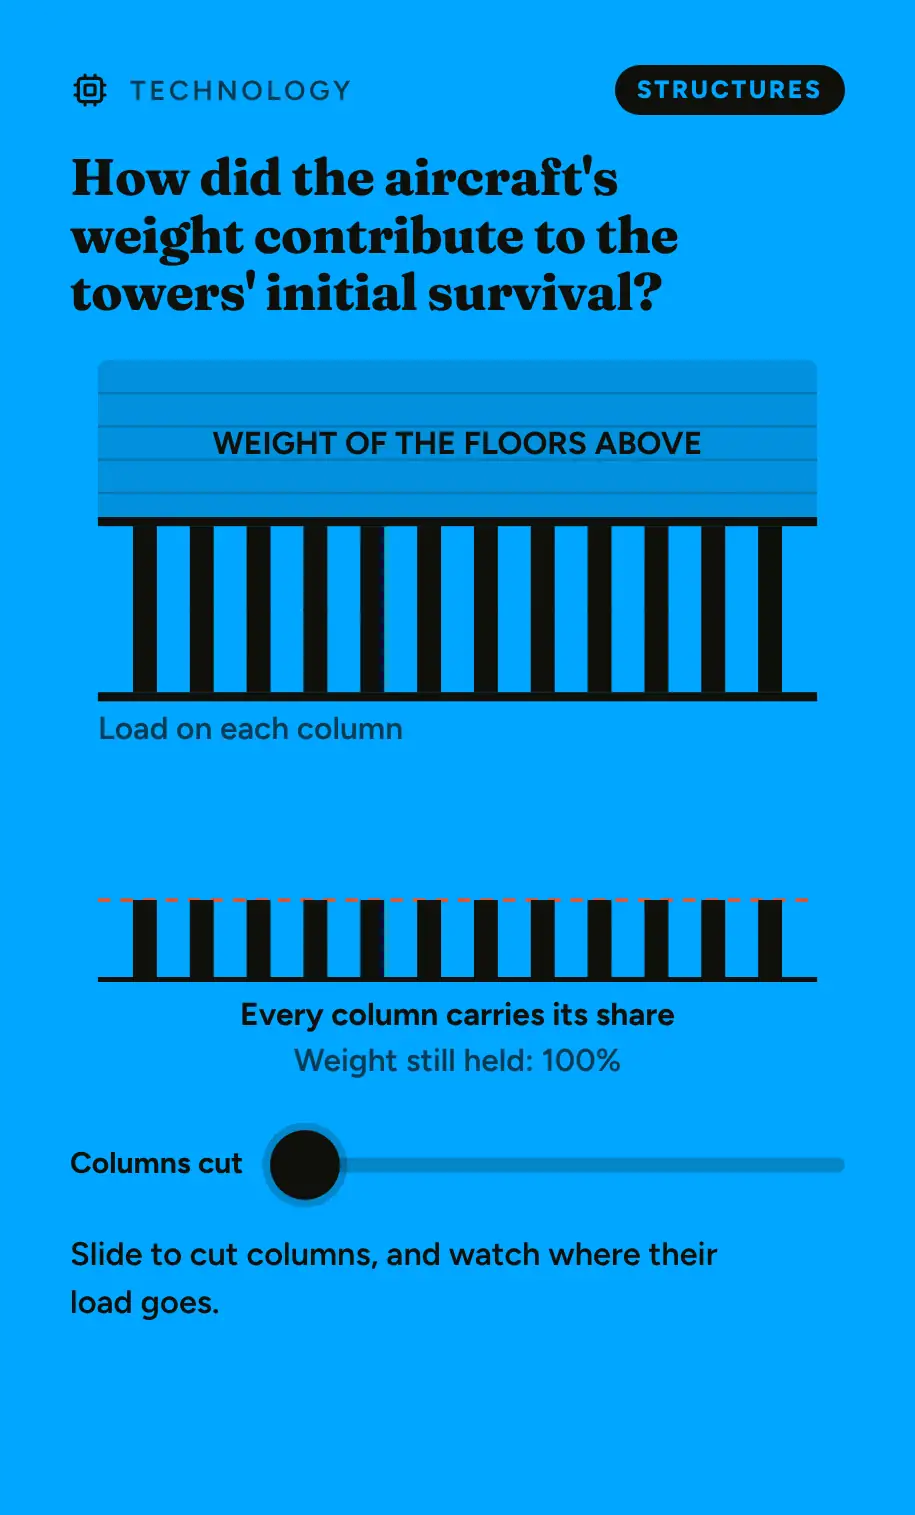 TECHNOLOGY
STRUCTURES
How did the aircraft's
weight contribute to the
towers' initial survival?
WEIGHT OF THE FLOORS ABOVE
Load on each column
Every column carries its share
Weight still held: 100%
Columns cut
Slide to cut columns, and watch where their
load goes.